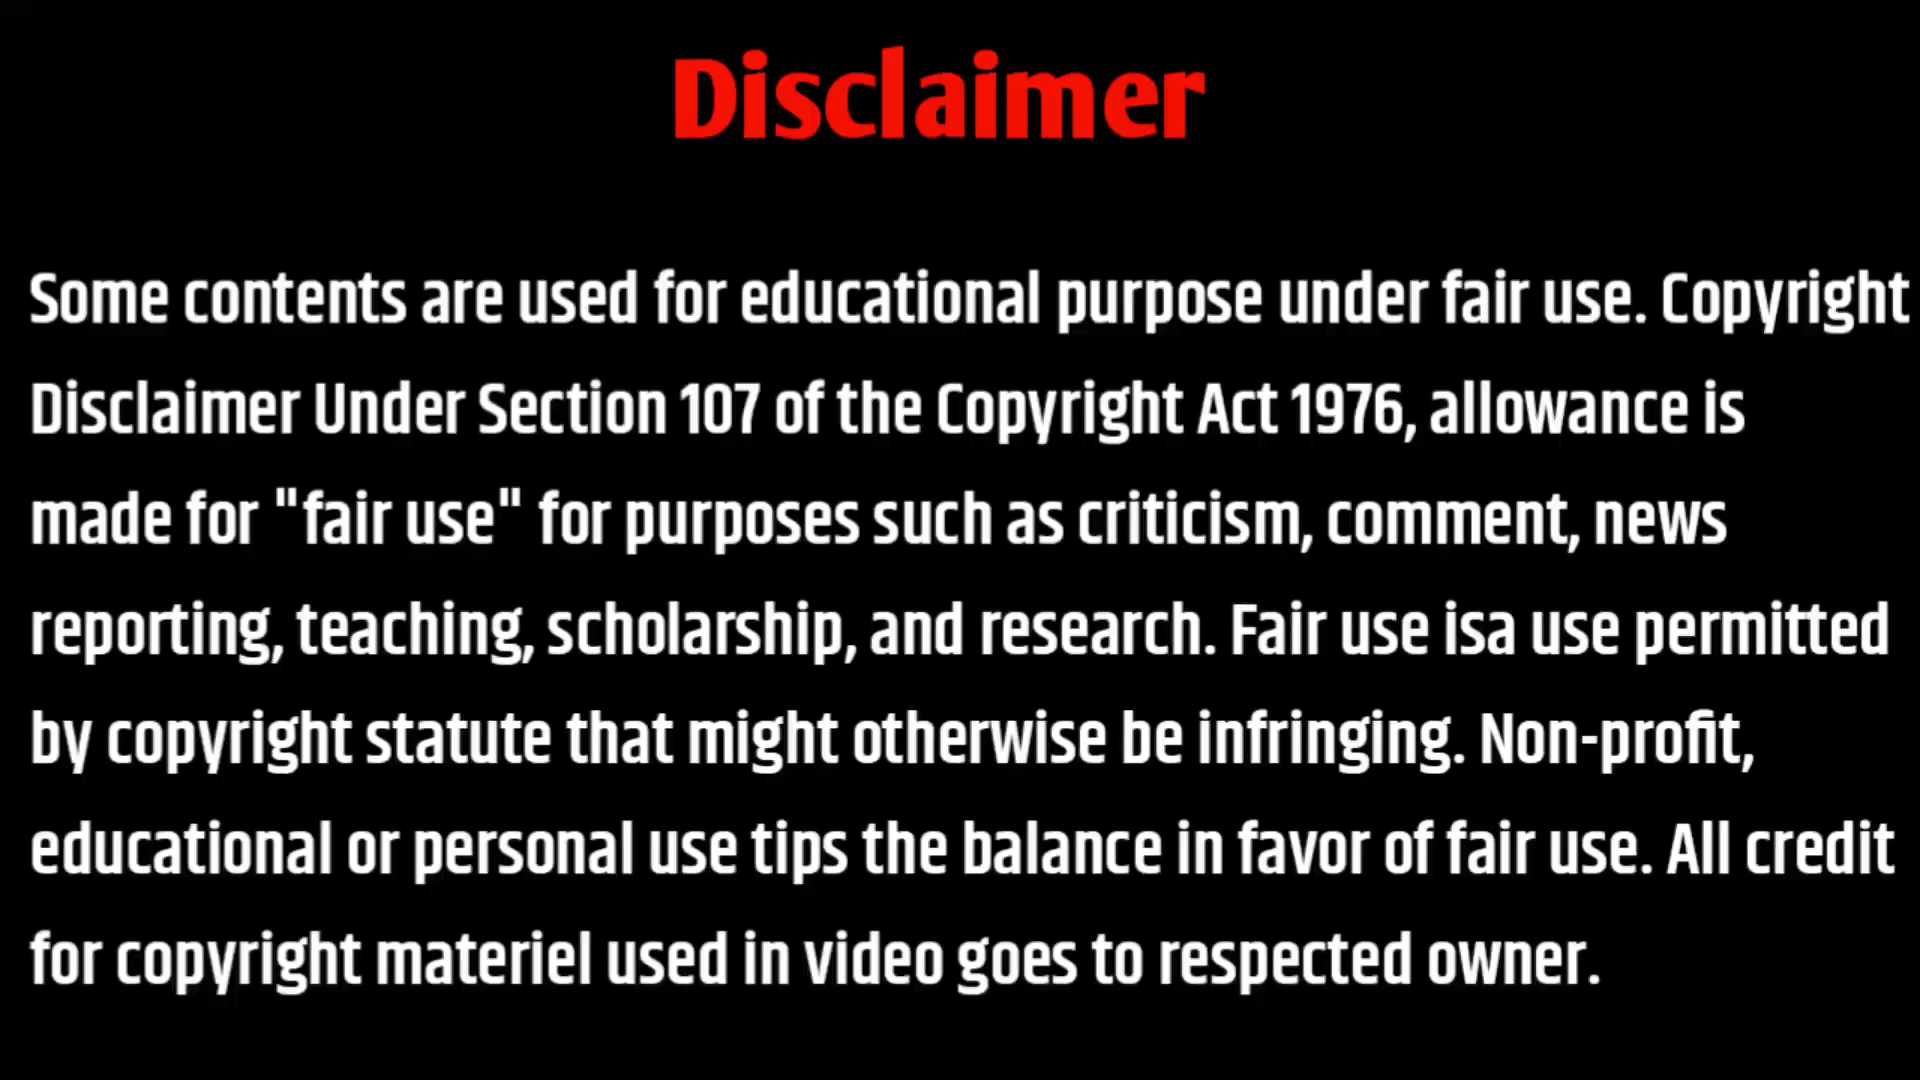 Disclaimer
Some contents are used for educational purpose under fair use. Copyright
Disclaimer Under Section 107 of the Copyright Act 1976, allowance is
made for "fair use" for purposes such as criticism, comment, news
reporting, teaching, scholarship, and research. Fair use isa use permitted
by copyright statute that might otherwise be infringing. Non-profit,
educational or personal use tips the balance in favor of fair use. All credit
for copyright materiel used in video goes to respected owner.